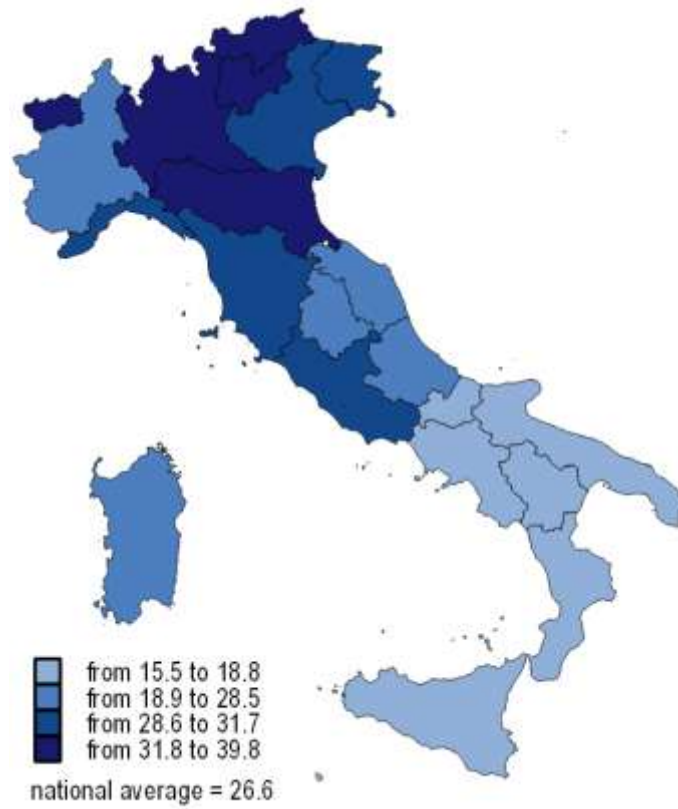 from 15.5 to 18.8
from 18.9 to 28.5
from 28.6 to 31.7
from 31.8 to 39.8
national average = 26.6